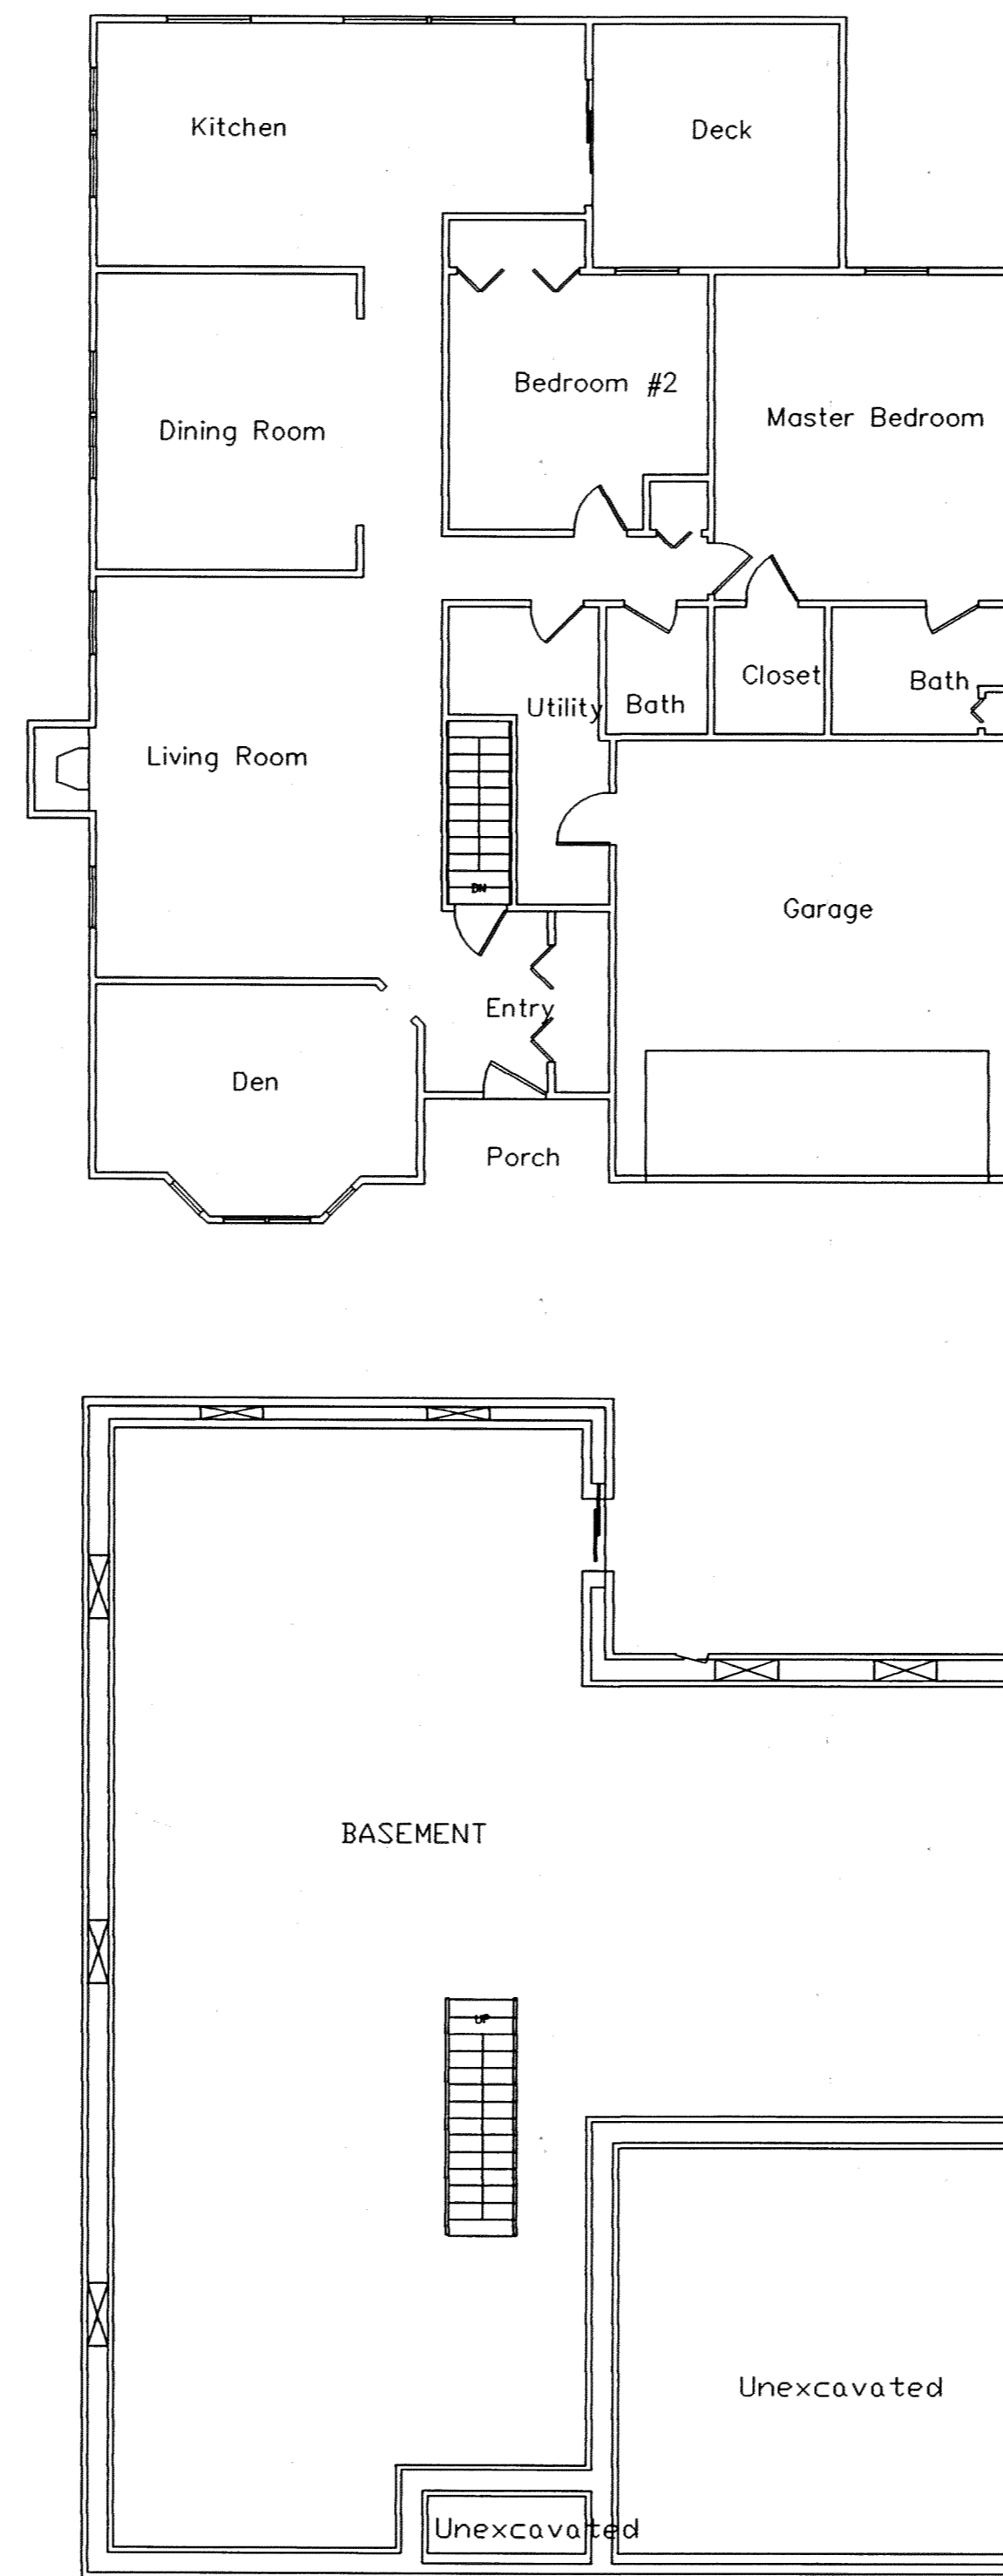 Kitchen
Deck
Bedroom #2
Master Bedroom
Dining Room
Closet
Bath
Utility
Bath
Living Room
DN
Garage
Entry
Den
Porch
BASEMENT
UP
Unexcavated
Unexcavated